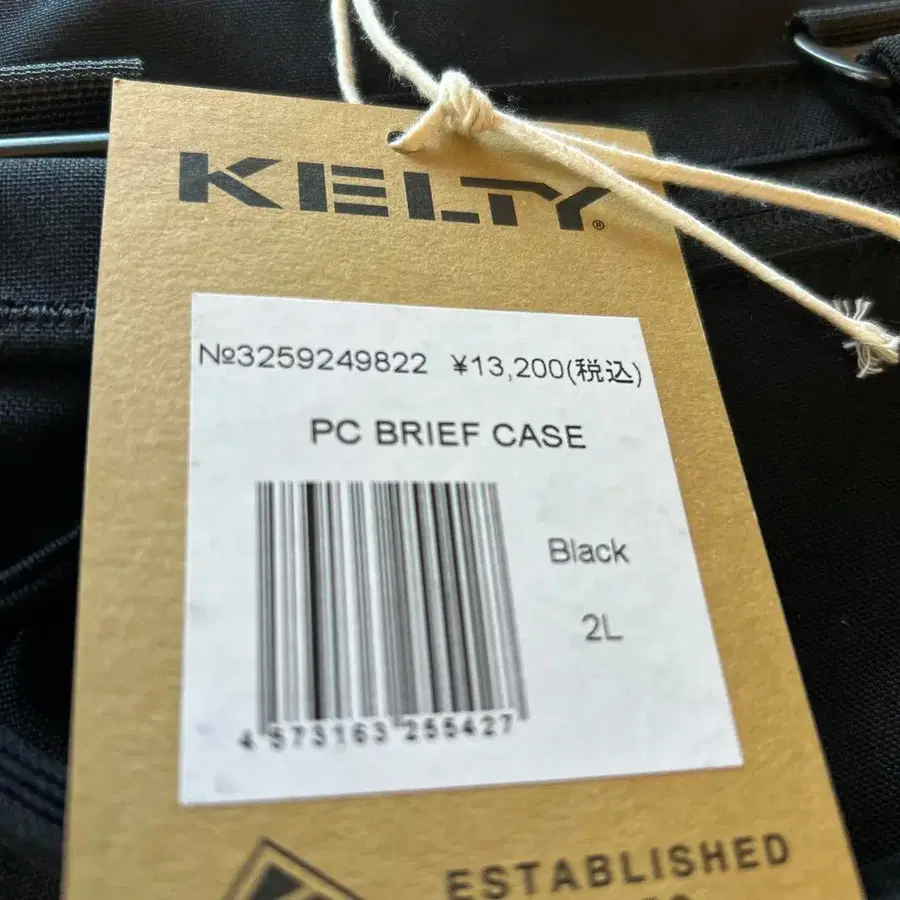 KELTY®
№3259249822 ¥13,200(税込)
PC BRIEF CASE
Black
2L
4 573163 255427
ESTABLISHED